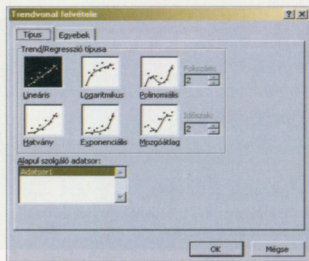 Trendvonal felvétele
Típus Egyebek
Trend/Regresszió típusa
Lineáris Logaritmikus Polinomiális
Fokszám:
2
Hatvány Exponenciális Mozgóátlag
Időszak:
2
Alapul szolgáló adatsor:
Adatsor1
OK Mégse